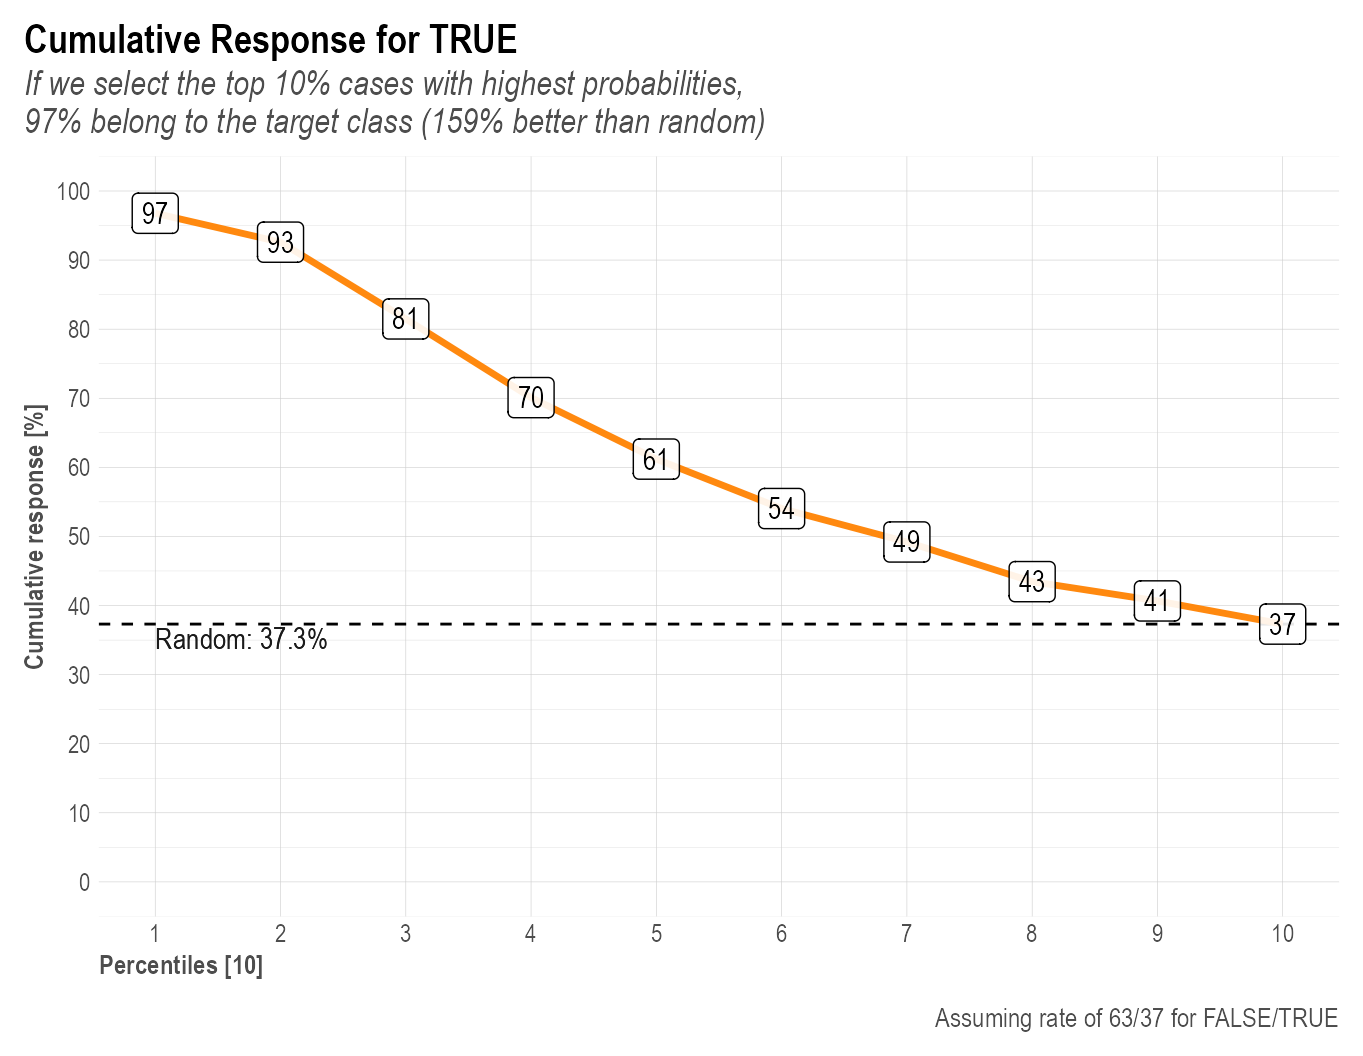 Cumulative Response for TRUE
If we select the top 10% cases with highest probabilities,
97% belong to the target class (159% better than random)
Cumulative response [%]
100
90
80
70
60
50
40
30
20
10
0
97
93
81
70
61
54
49
43
41
37
Random: 37.3%
1 2 3 4 5 6 7 8 9 10
Percentiles [10]
Assuming rate of 63/37 for FALSE/TRUE